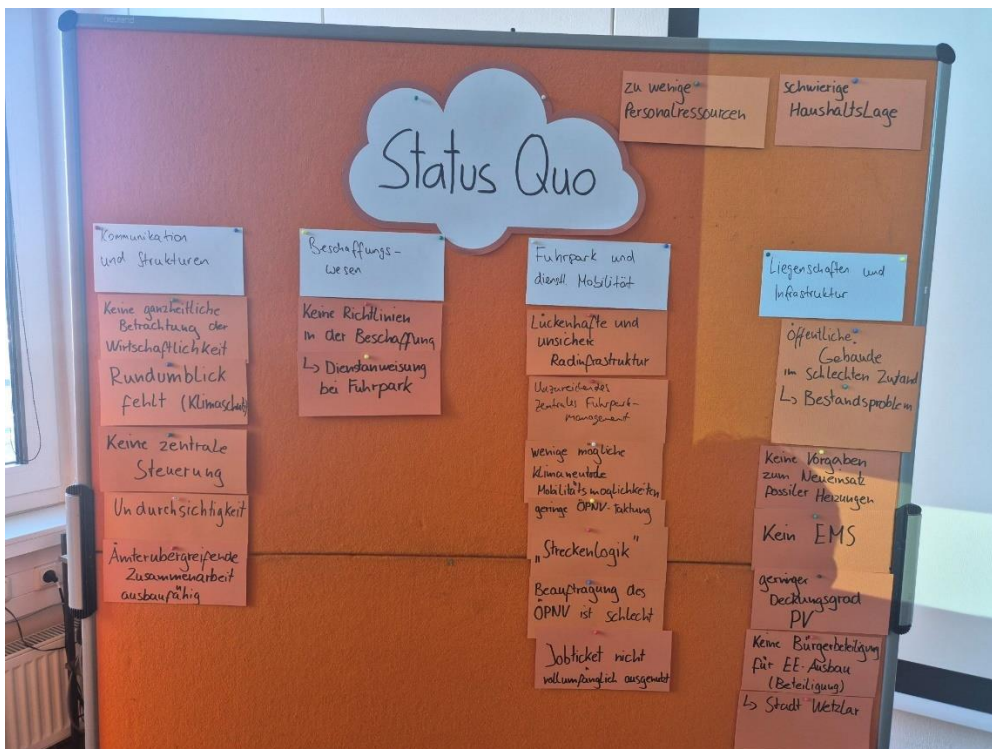 neuland
zu wenige
Personalressourcen
schwierige
HaushaltsLage
Status Quo
Kommunikation
und Strukturen
Keine ganzheitliche
Betrachtung der
Wirtschaftlichkeit
Rundumblick
fehlt (Klimaschutz)
Keine zentrale
Steuerung
Undurchsichtigkeit
Ämterübergreifende
Zusammenarbeit
ausbaufähig
Beschaffungs-
wesen
Keine Richtlinien
in der Beschaffung
↳ Dienstanweisung
bei Fuhrpark
Fuhrpark und
dienstl. Mobilität
Lückenhafte und
unsichere
Radinfrastruktur
Unzureichendes
zentrales Fuhrpark-
management
wenige mögliche
Klimaneutrale
Mobilitätsmöglichkeiten
geringe ÖPNV-Taktung
„Streckenlogik"
Beauftragung des
ÖPNV ist schlecht
Jobticket nicht
vollumfänglich ausgenutzt
Liegenschaften und
Infrastruktur
Öffentliche
Gebäude
im schlechten Zustand
↳ Bestandsproblem
Keine Vorgaben
zum Neueinsatz
fossiler Heizungen
Kein EMS
geringer
Deckungsgrad
PV
Keine Bürgerbeteiligung
für EE-Ausbau
(Beteiligung)
↳ Stadt Wetzlar